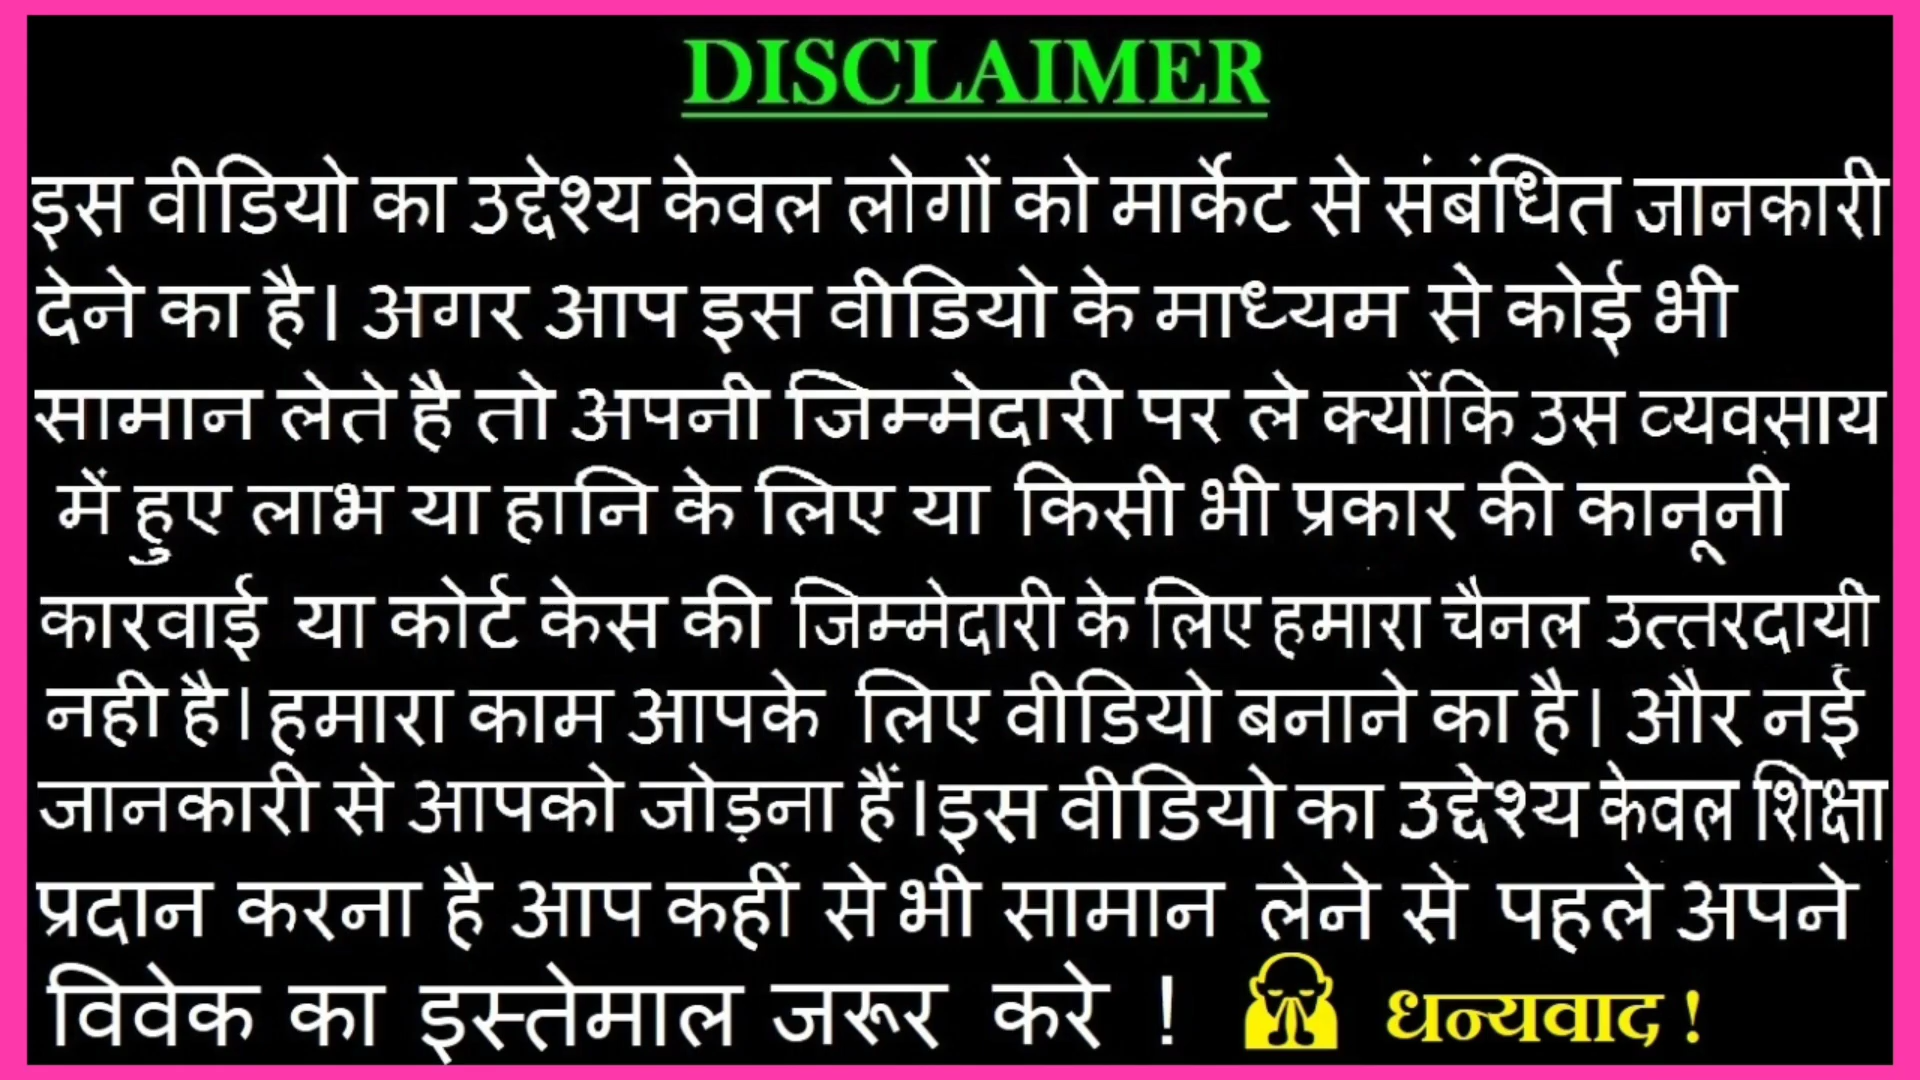 DISCLAIMER
इस वीडियो का उद्देश्य केवल लोगों को मार्केट से संबंधित जानकारी
देने का है। अगर आप इस वीडियो के माध्यम से कोई भी
सामान लेते है तो अपनी जिम्मेदारी पर ले क्योंकि उस व्यवसाय
में हुए लाभ या हानि के लिए या किसी भी प्रकार की कानूनी
कारवाई या कोर्ट केस की जिम्मेदारी के लिए हमारा चैनल उत्तरदायी
नही है। हमारा काम आपके लिए वीडियो बनाने का है। और नई
जानकारी से आपको जोड़ना हैं।इस वीडियो का उद्देश्य केवल शिक्षा
प्रदान करना है आप कहीं से भी सामान लेने से पहले अपने
विवेक का इस्तेमाल जरूर करे ! धन्यवाद !